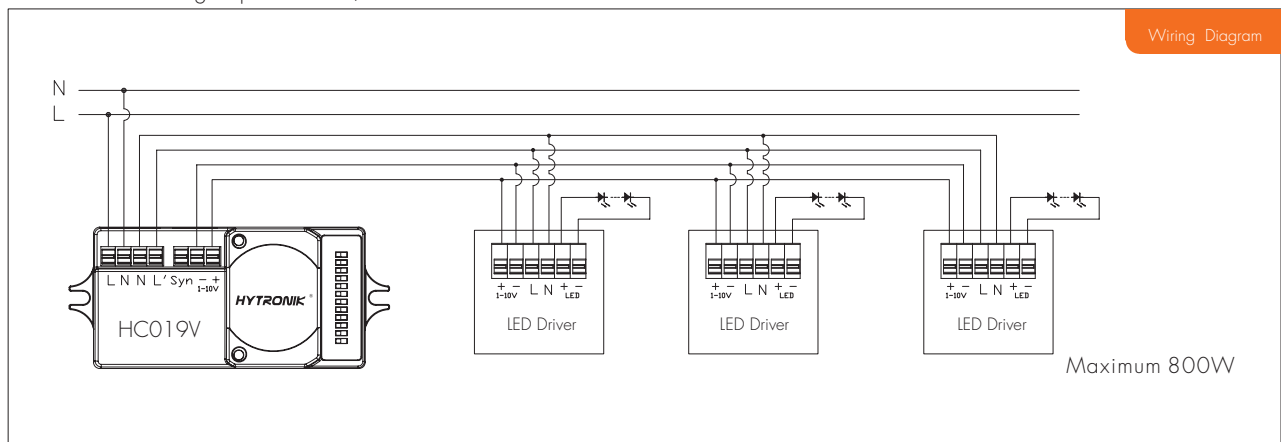 Wiring Diagram
N
L
L N N L' Syn - +
1-10V
HYTRONIK®
HC019V
+ - L N + -
1-10V LED
LED Driver
+ - L N + -
1-10V LED
LED Driver
+ - L N + -
1-10V LED
LED Driver
Maximum 800W